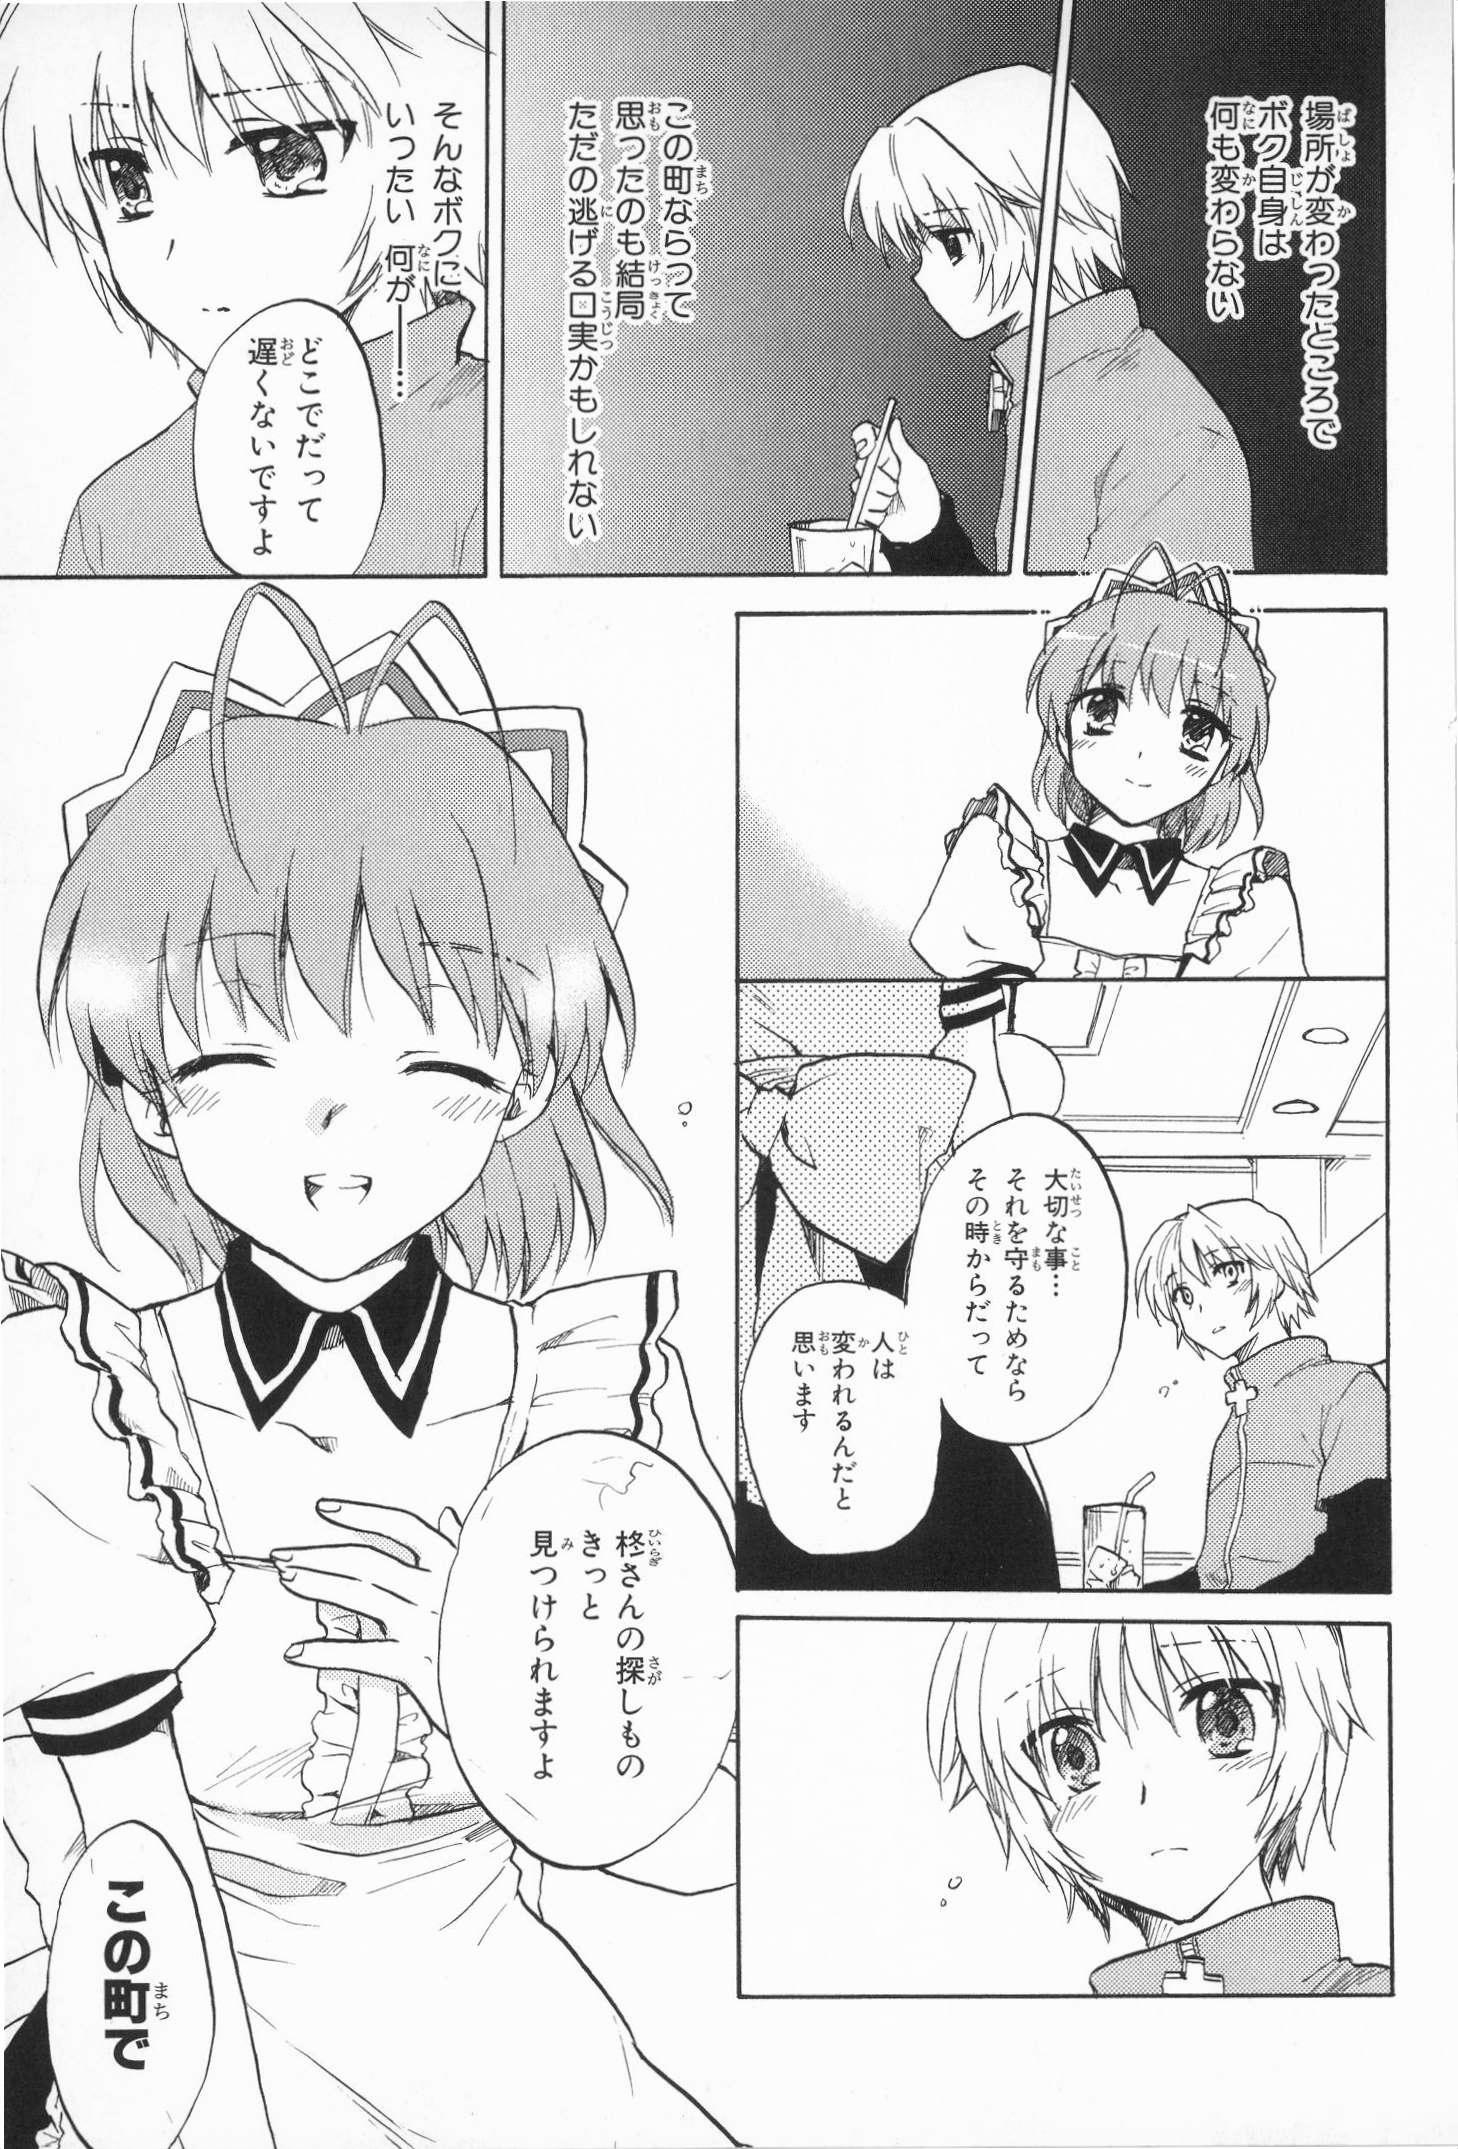 場所が変わったところで
ボク自身は
何も変わらない
この町ならって
思ったのも結局
ただの逃げる口実かもしれない
そんなボクに
いったい 何が――…
どこでだって
遅くないですよ
大切な事…
それを守るためなら
その時からだって
人は
変われるんだと
思います
柊さんの探しもの
きっと
見つけられますよ
この町で